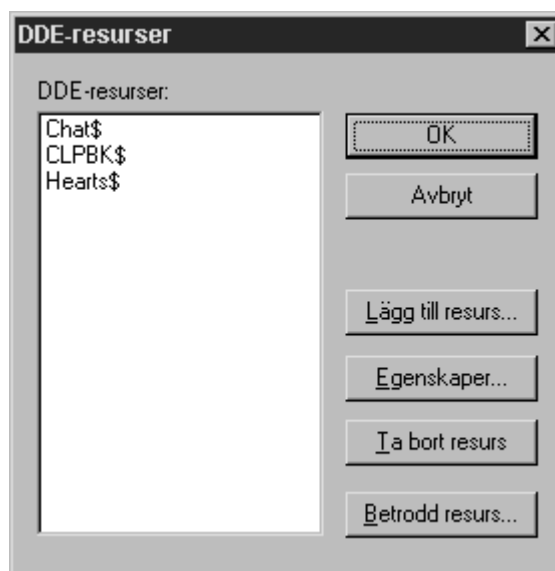 DDE-resurser
DDE-resurser:
Chat$
CLPBK$
Hearts$
OK
Avbryt
Lägg till resurs...
Egenskaper...
Ta bort resurs
Betrodd resurs...